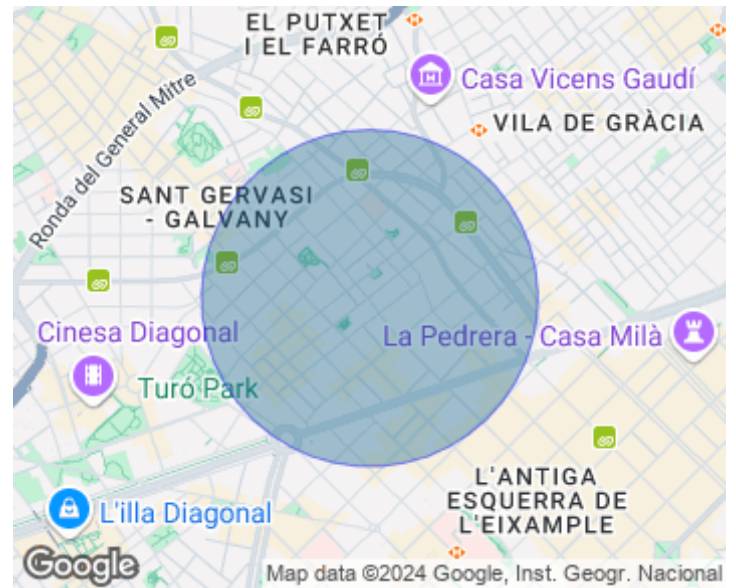 EL PUTXET
I EL FARRÓ
Casa Vicens Gaudí
VILA DE GRÀCIA
Ronda del General Mitre
SANT GERVASI
- GALVANY
Cinesa Diagonal
La Pedrera - Casa Milà
Turó Park
L'ANTIGA
ESQUERRA DE
L'EIXAMPLE
L'illa Diagonal
Google
Map data ©2024 Google, Inst. Geogr. Nacional